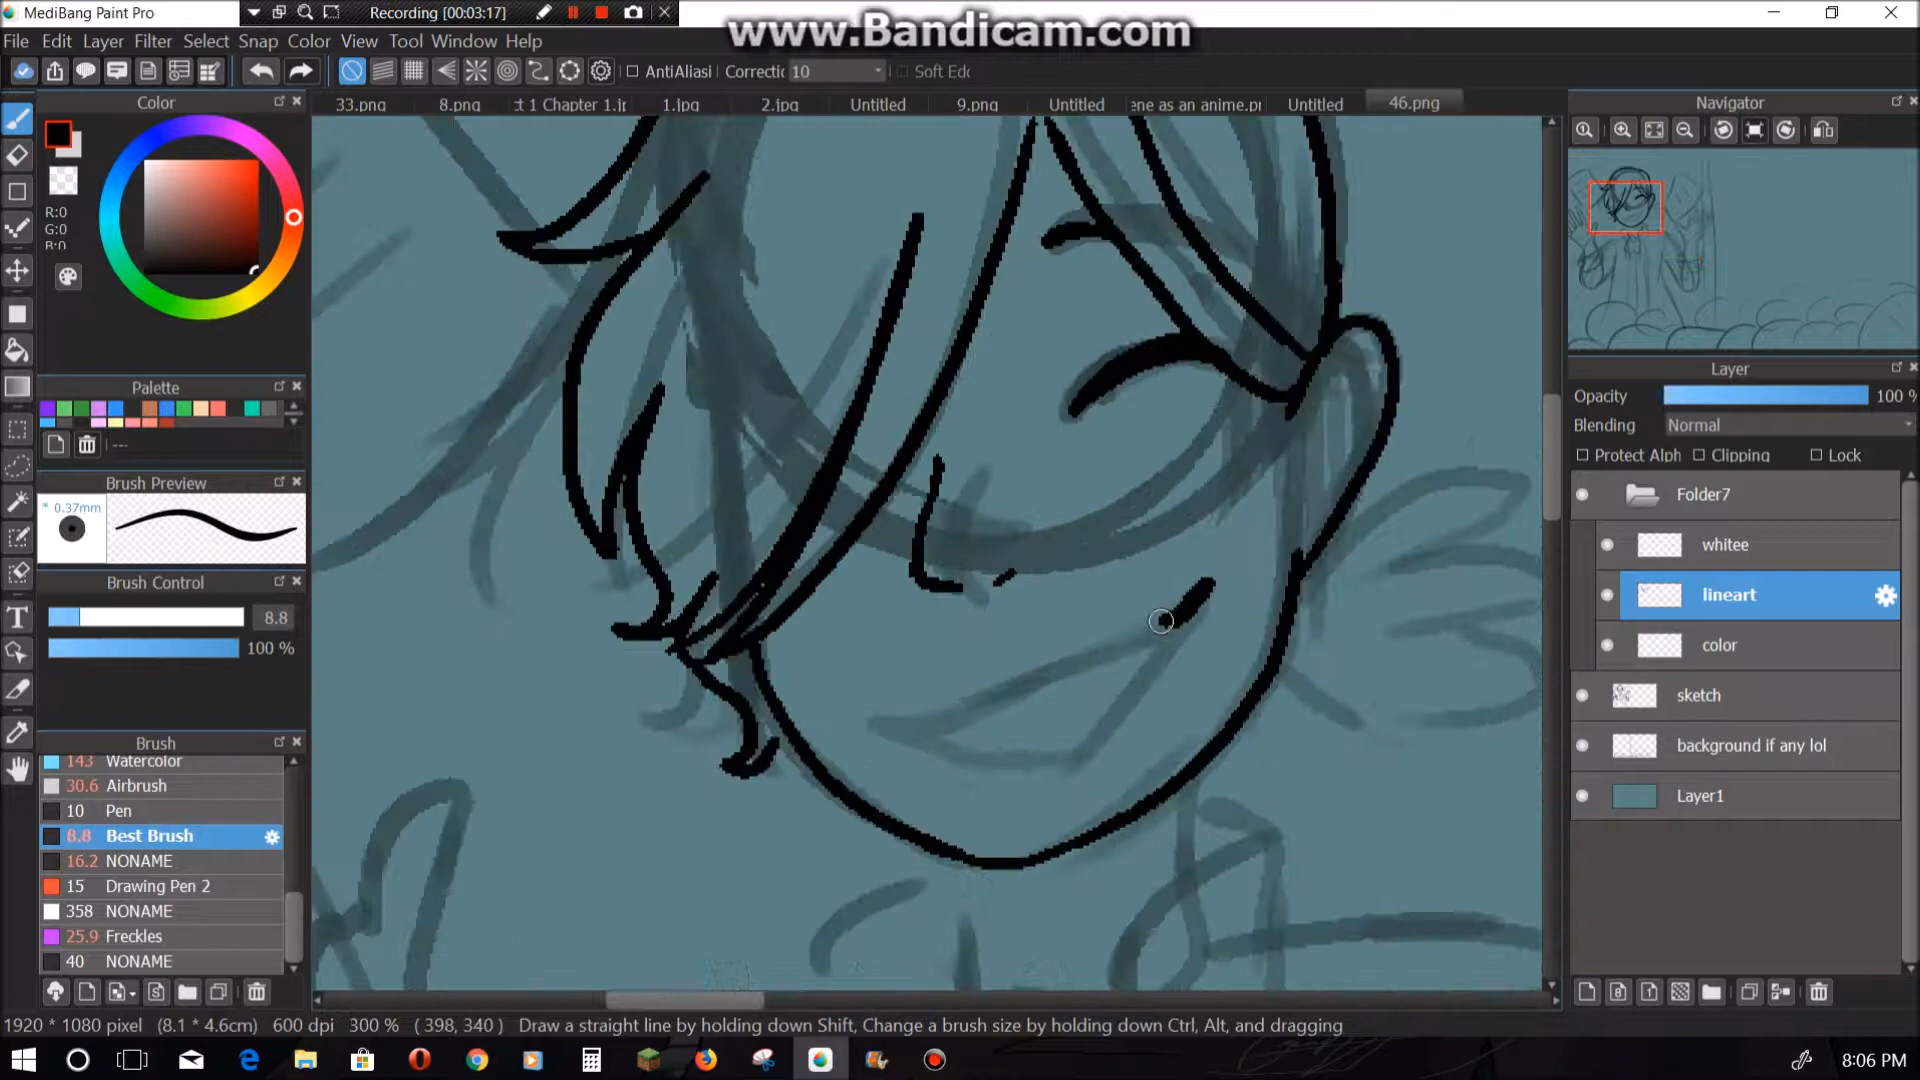 MediBang Paint Pro
Recording [00:03:17]
www.Bandicam.com
File Edit Layer Filter Select Snap Color View Tool Window Help
AntiAliasi Correctic 10 Soft Edc
Color
33.png 8.png :t 1 Chapter 1.j 1.jpg 2.jpg Untitled 9.png Untitled ene as an anime.pi Untitled 46.png
Navigator
R:0
G:0
B:0
Palette
---
Layer
Opacity 100 %
Blending Normal
Protect Alph Clipping Lock
Brush Preview
* 0.37mm
Folder7
whitee
lineart
color
sketch
background if any lol
Layer1
Brush Control
8.8
100 %
Brush
143 Watercolor
30.6 Airbrush
10 Pen
8.8 Best Brush
16.2 NONAME
15 Drawing Pen 2
358 NONAME
25.9 Freckles
40 NONAME
1920 * 1080 pixel (8.1 * 4.6cm) 600 dpi 300 % ( 398, 340 ) Draw a straight line by holding down Shift, Change a brush size by holding down Ctrl, Alt, and dragging
8:06 PM